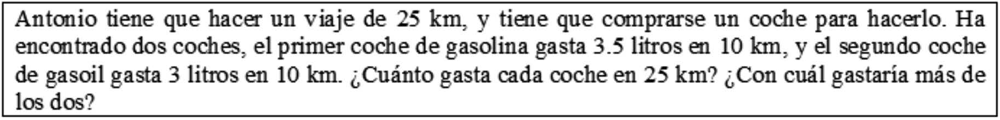 Antonio tiene que hacer un viaje de 25 km, y tiene que comprarse un coche para hacerlo. Ha
encontrado dos coches, el primer coche de gasolina gasta 3.5 litros en 10 km, y el segundo coche
de gasoil gasta 3 litros en 10 km. ¿Cuánto gasta cada coche en 25 km? ¿Con cuál gastaría más de
los dos?